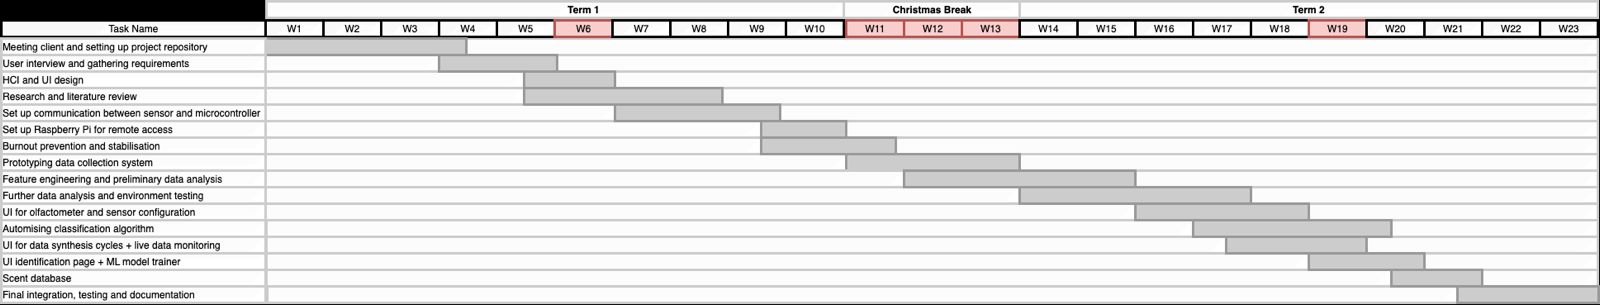 Term 1 Christmas Break Term 2
Task Name W1 W2 W3 W4 W5 W6 W7 W8 W9 W10 W11 W12 W13 W14 W15 W16 W17 W18 W19 W20 W21 W22 W23
Meeting client and setting up project repository
User interview and gathering requirements
HCI and UI design
Research and literature review
Set up communication between sensor and microcontroller
Set up Raspberry Pi for remote access
Burnout prevention and stabilisation
Prototyping data collection system
Feature engineering and preliminary data analysis
Further data analysis and environment testing
UI for olfactometer and sensor configuration
Automising classification algorithm
UI for data synthesis cycles + live data monitoring
UI identification page + ML model trainer
Scent database
Final integration, testing and documentation